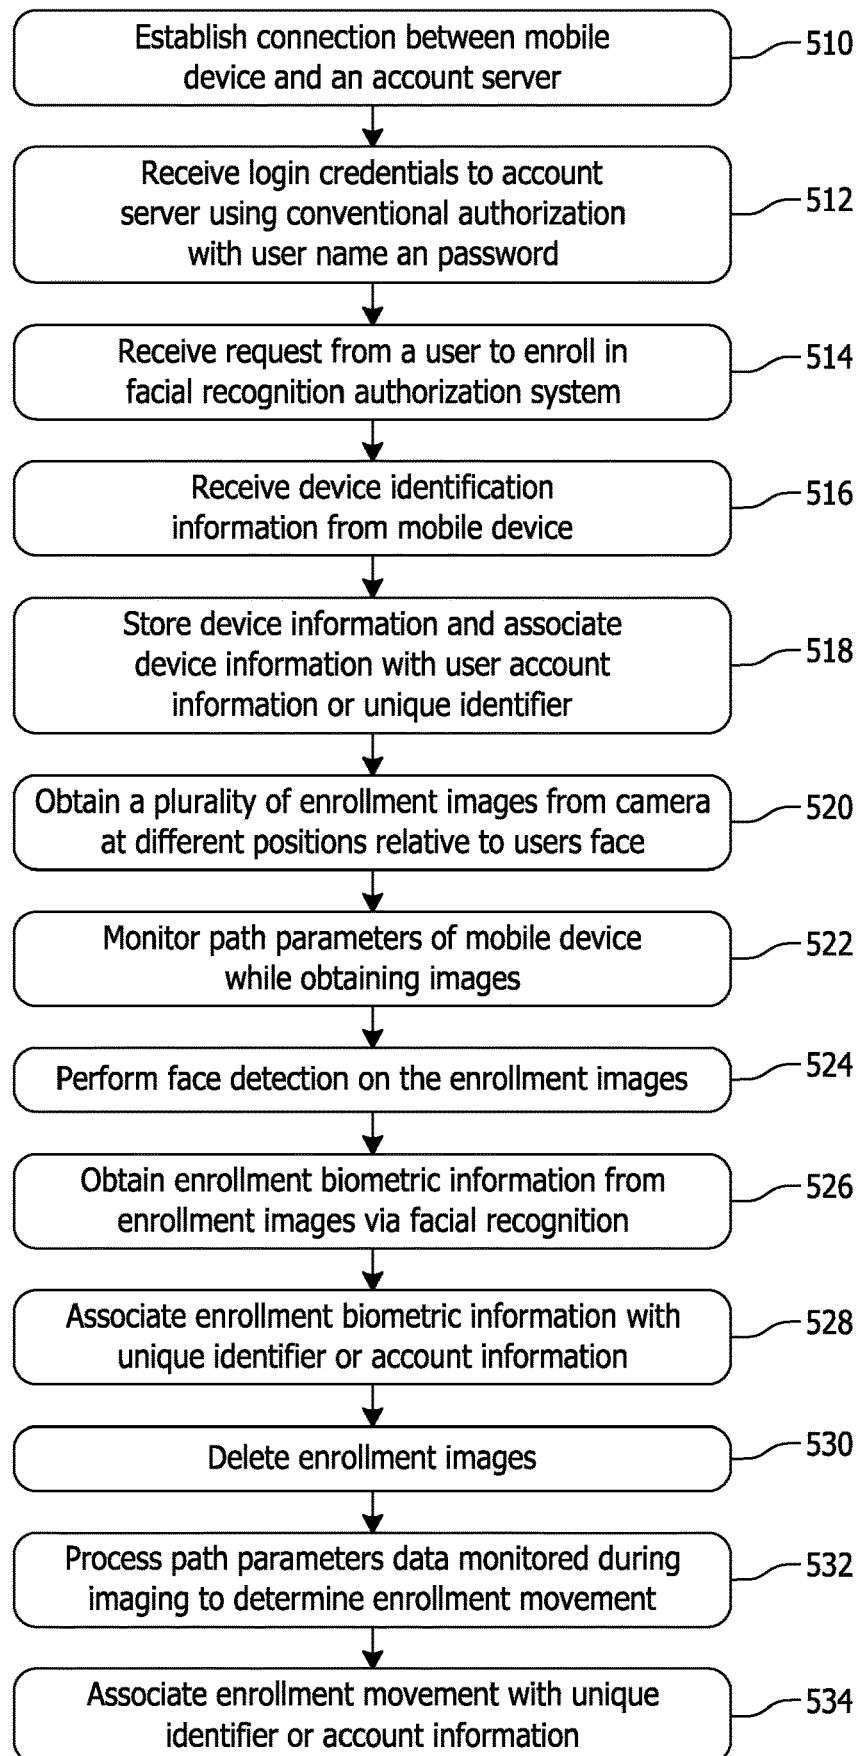 Establish connection between mobile
device and an account server
510
Receive login credentials to account
server using conventional authorization
with user name an password
512
Receive request from a user to enroll in
facial recognition authorization system
514
Receive device identification
information from mobile device
516
Store device information and associate
device information with user account
information or unique identifier
518
Obtain a plurality of enrollment images from camera
at different positions relative to users face
520
Monitor path parameters of mobile device
while obtaining images
522
Perform face detection on the enrollment images
524
Obtain enrollment biometric information from
enrollment images via facial recognition
526
Associate enrollment biometric information with
unique identifier or account information
528
Delete enrollment images
530
Process path parameters data monitored during
imaging to determine enrollment movement
532
Associate enrollment movement with unique
identifier or account information
534